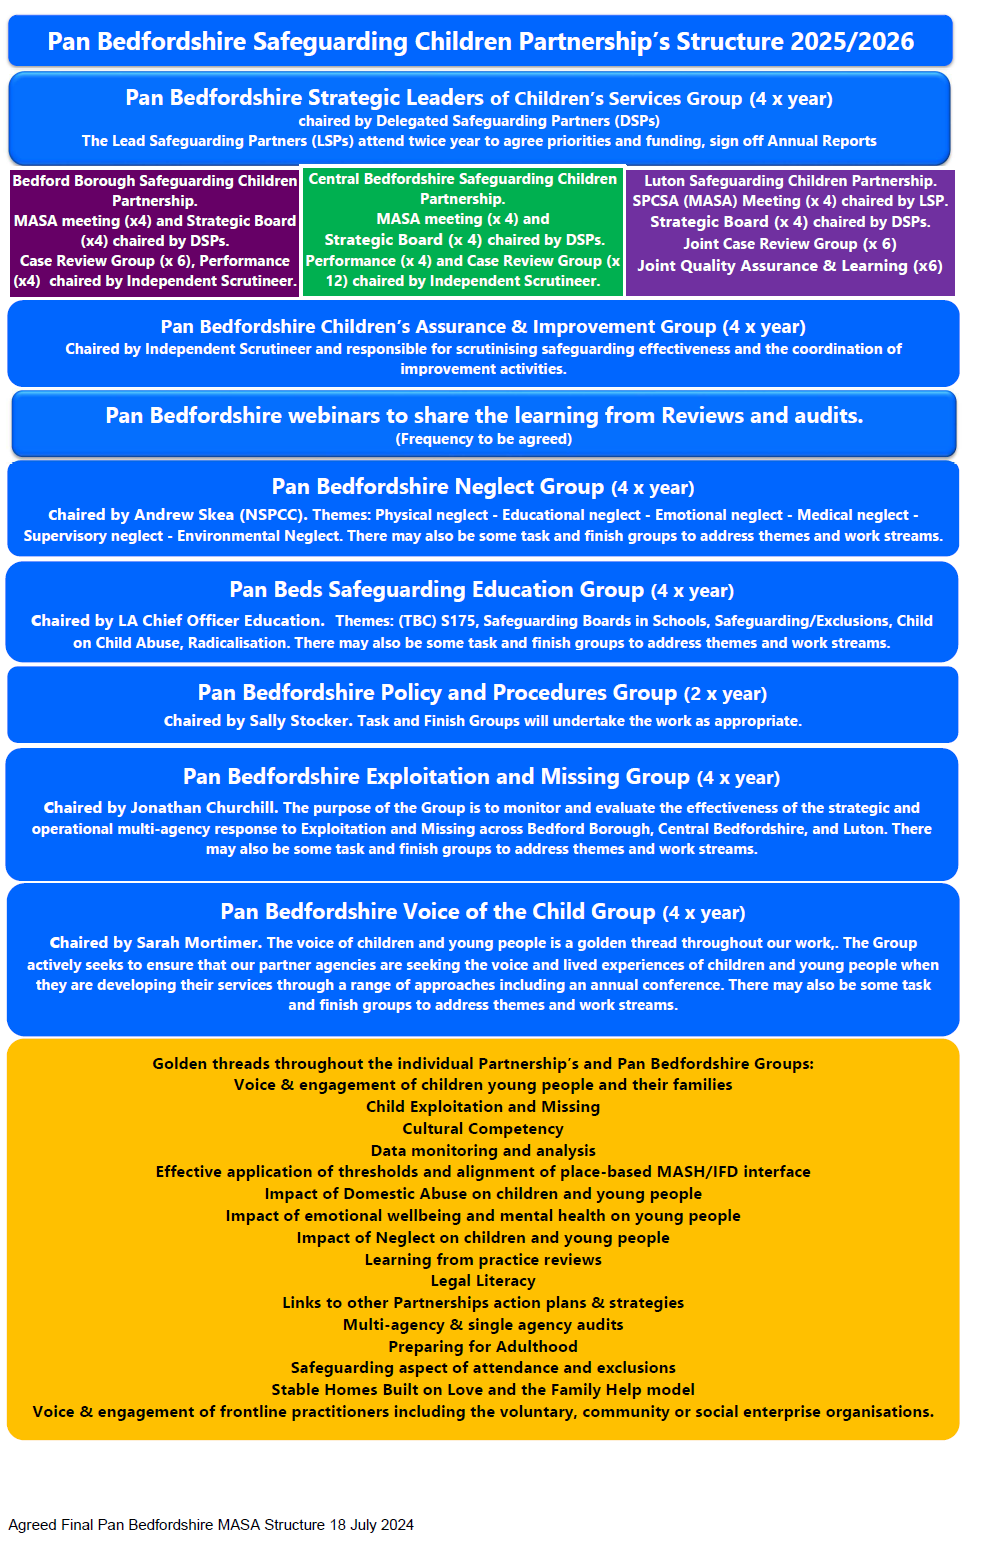 Pan Bedfordshire Safeguarding Children Partnership's Structure 2025/2026
Pan Bedfordshire Strategic Leaders of Children's Services Group (4 x year)
chaired by Delegated Safeguarding Partners (DSPs)
The Lead Safeguarding Partners (LSPs) attend twice year to agree priorities and funding, sign off Annual Reports
Bedford Borough Safeguarding Children
Partnership.
MASA meeting (x4) and Strategic Board
(x4) chaired by DSPs.
Case Review Group (x 6), Performance
(x4) chaired by Independent Scrutineer.
Central Bedfordshire Safeguarding Children
Partnership.
MASA meeting (x 4) and
Strategic Board (x 4) chaired by DSPs.
Performance (x 4) and Case Review Group (x
12) chaired by Independent Scrutineer.
Luton Safeguarding Children Partnership.
SPCSA (MASA) Meeting (x 4) chaired by LSP.
Strategic Board (x 4) chaired by DSPs.
Joint Case Review Group (x 6)
Joint Quality Assurance & Learning (x6)
Pan Bedfordshire Children's Assurance & Improvement Group (4 x year)
Chaired by Independent Scrutineer and responsible for scrutinising safeguarding effectiveness and the coordination of
improvement activities.
Pan Bedfordshire webinars to share the learning from Reviews and audits.
(Frequency to be agreed)
Pan Bedfordshire Neglect Group (4 x year)
Chaired by Andrew Skea (NSPCC). Themes: Physical neglect - Educational neglect - Emotional neglect - Medical neglect -
Supervisory neglect - Environmental Neglect. There may also be some task and finish groups to address themes and work streams.
Pan Beds Safeguarding Education Group (4 x year)
Chaired by LA Chief Officer Education. Themes: (TBC) S175, Safeguarding Boards in Schools, Safeguarding/Exclusions, Child
on Child Abuse, Radicalisation. There may also be some task and finish groups to address themes and work streams.
Pan Bedfordshire Policy and Procedures Group (2 x year)
Chaired by Sally Stocker. Task and Finish Groups will undertake the work as appropriate.
Pan Bedfordshire Exploitation and Missing Group (4 x year)
Chaired by Jonathan Churchill. The purpose of the Group is to monitor and evaluate the effectiveness of the strategic and
operational multi-agency response to Exploitation and Missing across Bedford Borough, Central Bedfordshire, and Luton. There
may also be some task and finish groups to address themes and work streams.
Pan Bedfordshire Voice of the Child Group (4 x year)
Chaired by Sarah Mortimer. The voice of children and young people is a golden thread throughout our work,. The Group
actively seeks to ensure that our partner agencies are seeking the voice and lived experiences of children and young people when
they are developing their services through a range of approaches including an annual conference. There may also be some task
and finish groups to address themes and work streams.
Golden threads throughout the individual Partnership's and Pan Bedfordshire Groups:
Voice & engagement of children young people and their families
Child Exploitation and Missing
Cultural Competency
Data monitoring and analysis
Effective application of thresholds and alignment of place-based MASH/IFD interface
Impact of Domestic Abuse on children and young people
Impact of emotional wellbeing and mental health on young people
Impact of Neglect on children and young people
Learning from practice reviews
Legal Literacy
Links to other Partnerships action plans & strategies
Multi-agency & single agency audits
Preparing for Adulthood
Safeguarding aspect of attendance and exclusions
Stable Homes Built on Love and the Family Help model
Voice & engagement of frontline practitioners including the voluntary, community or social enterprise organisations.
Agreed Final Pan Bedfordshire MASA Structure 18 July 2024